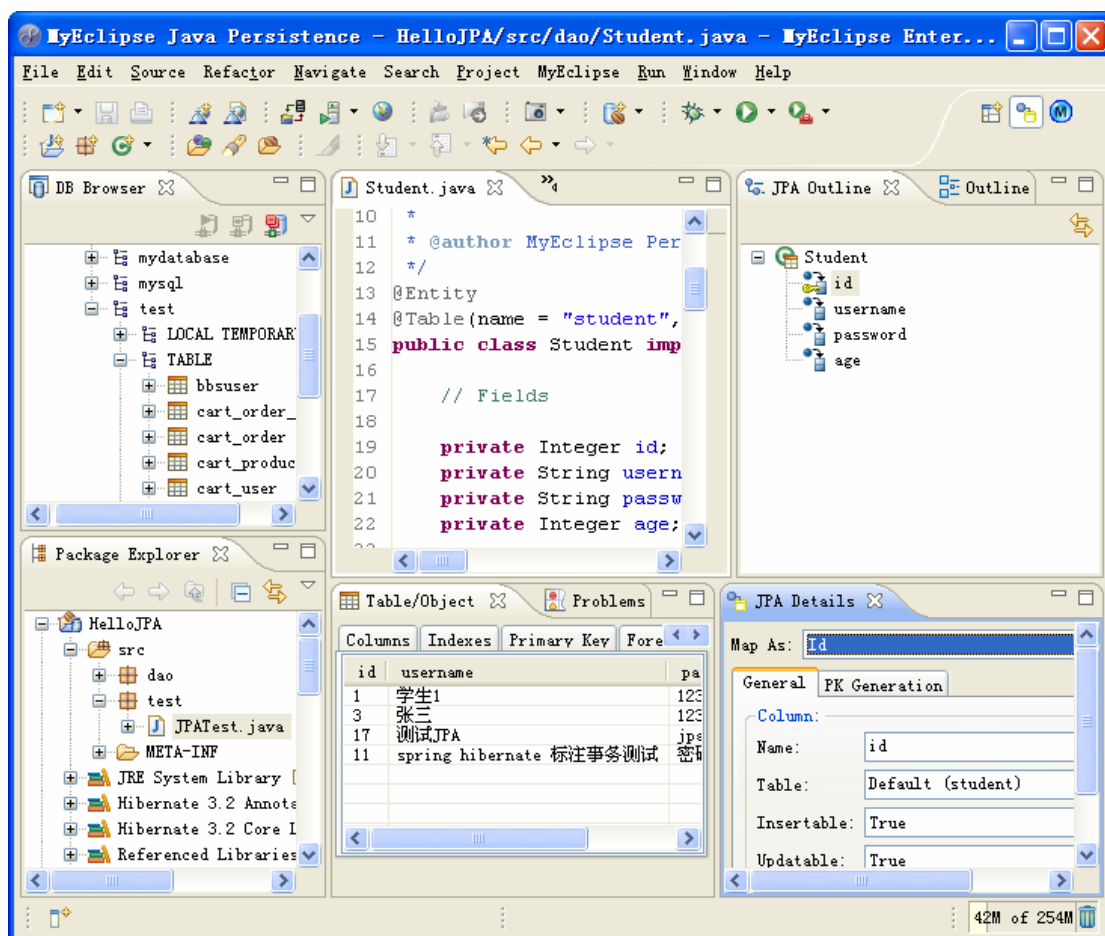 MyEclipse Java Persistence - HelloJPA/src/dao/Student.java - MyEclipse Enter...
File Edit Source Refactor Navigate Search Project MyEclipse Run Window Help
DB Browser
mydatabase
mysql
test
LOCAL TEMPORAR
TABLE
bbsuser
cart_order_
cart_order
cart_produc
cart_user
Student.java
»4
10 *
11 * @author MyEclipse Per
12 */
13 @Entity
14 @Table(name = "student",
15 public class Student imp
16
17 // Fields
18
19 private Integer id;
20 private String usern
21 private String passw
22 private Integer age;
JPA Outline Outline
Student
id
username
password
age
Package Explorer
HelloJPA
src
dao
test
JPATest.java
META-INF
JRE System Library [
Hibernate 3.2 Annota
Hibernate 3.2 Core L
Referenced Libraries
Table/Object Problems
Columns Indexes Primary Key Fore
id username pa
1 学生1 123
3 张三 123
17 测试JPA jpa
11 spring hibernate 标注事务测试 密码
JPA Details
Map As: Id
General PK Generation
Column:
Name: id
Table: Default (student)
Insertable: True
Updatable: True
42M of 254M